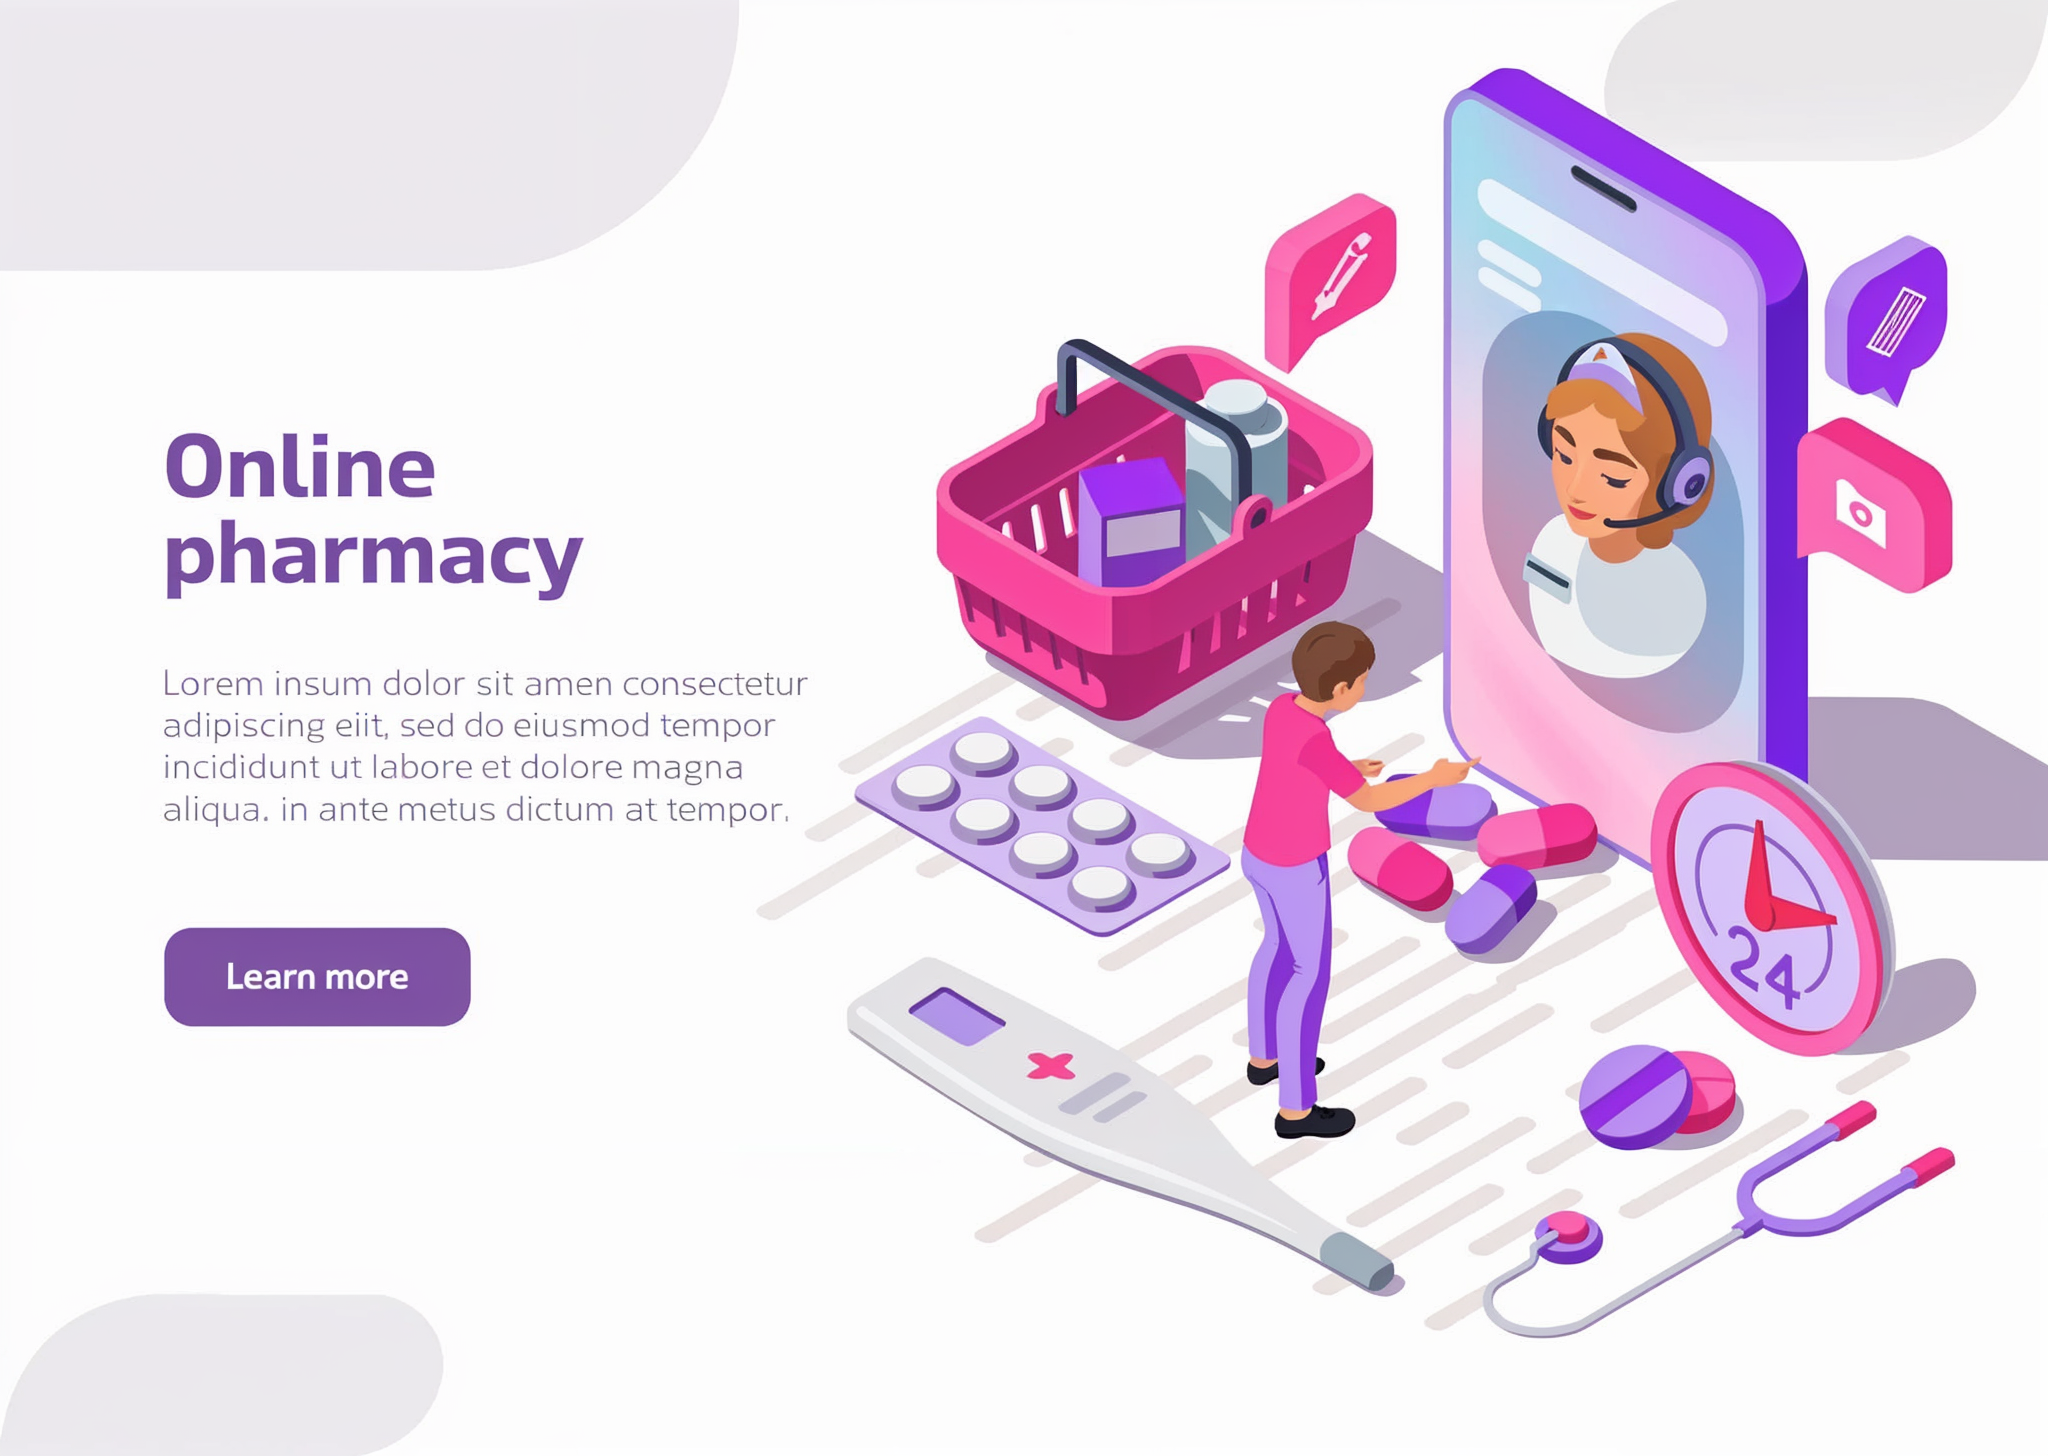 Online
pharmacy
Lorem insum dolor sit amen consectetur
adipiscing eiit, sed do eiusmod tempor
incididunt ut labore et dolore magna
aliqua. in ante metus dictum at tempor.
Learn more
24